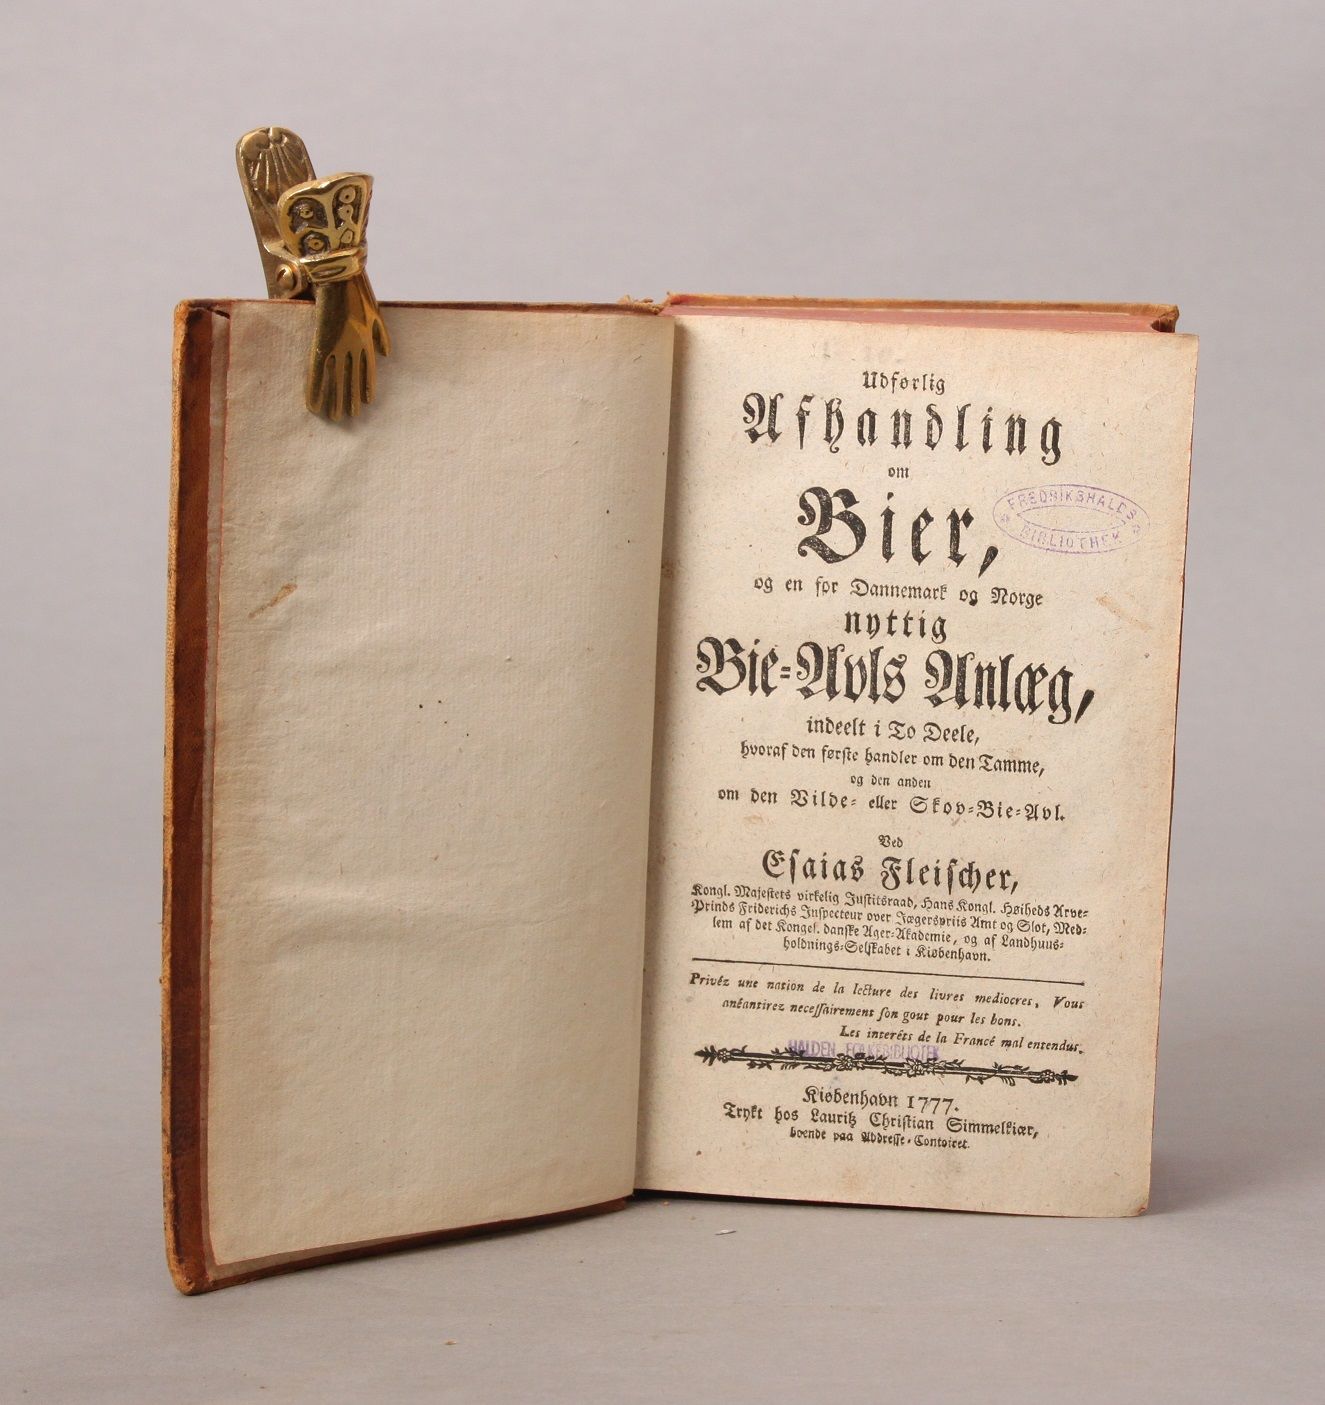 Udførlig
Afhandling
om
Bier,
FREDRIKSHALDS
BIBLIOTHEK
og en for Dannemark og Norge
nyttig
Bie-Avls Anlæg,
indeelt i To Deele,
hvoraf den første handler om den Tamme,
og den anden
om den Vilde- eller Skov-Bie-Avl.
Ved
Esaias Fleischer,
Kongl. Majestets virkelig Justitsraad, Hans Kongl. Høiheds Arve-
Prinds Friderichs Inspecteur over Jægerspriis Amt og Slot, Med-
lem af det Kongel. danske Ager-Akademie, og af Landhuus-
holdnings-Selskabet i Kiøbenhavn.
Privéz une nation de la lecture des livres mediocres, Vous
anéantirez necessairement son gout pour les bons.
Les interéts de la Francé mal entendus.
HALDEN FOLKEBIBLIOTEK
Kiøbenhavn 1777.
Trykt hos Lauritz Christian Simmelkiær,
boende paa Addresse-Contoiret.